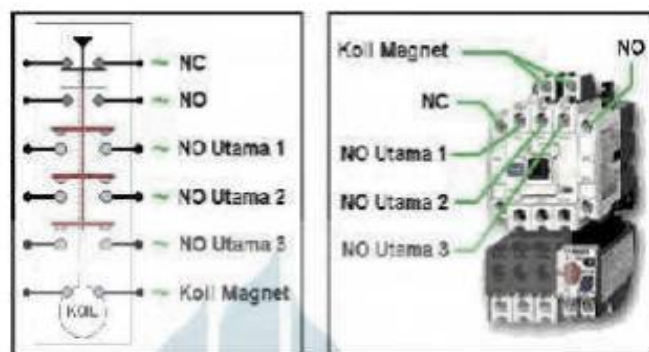 NC
NO
NO Utama 1
NO Utama 2
NO Utama 3
Koil Magnet
KOIL
Koil Magnet
NO
NC
NO Utama 1
NO Utama 2
NO Utama 3